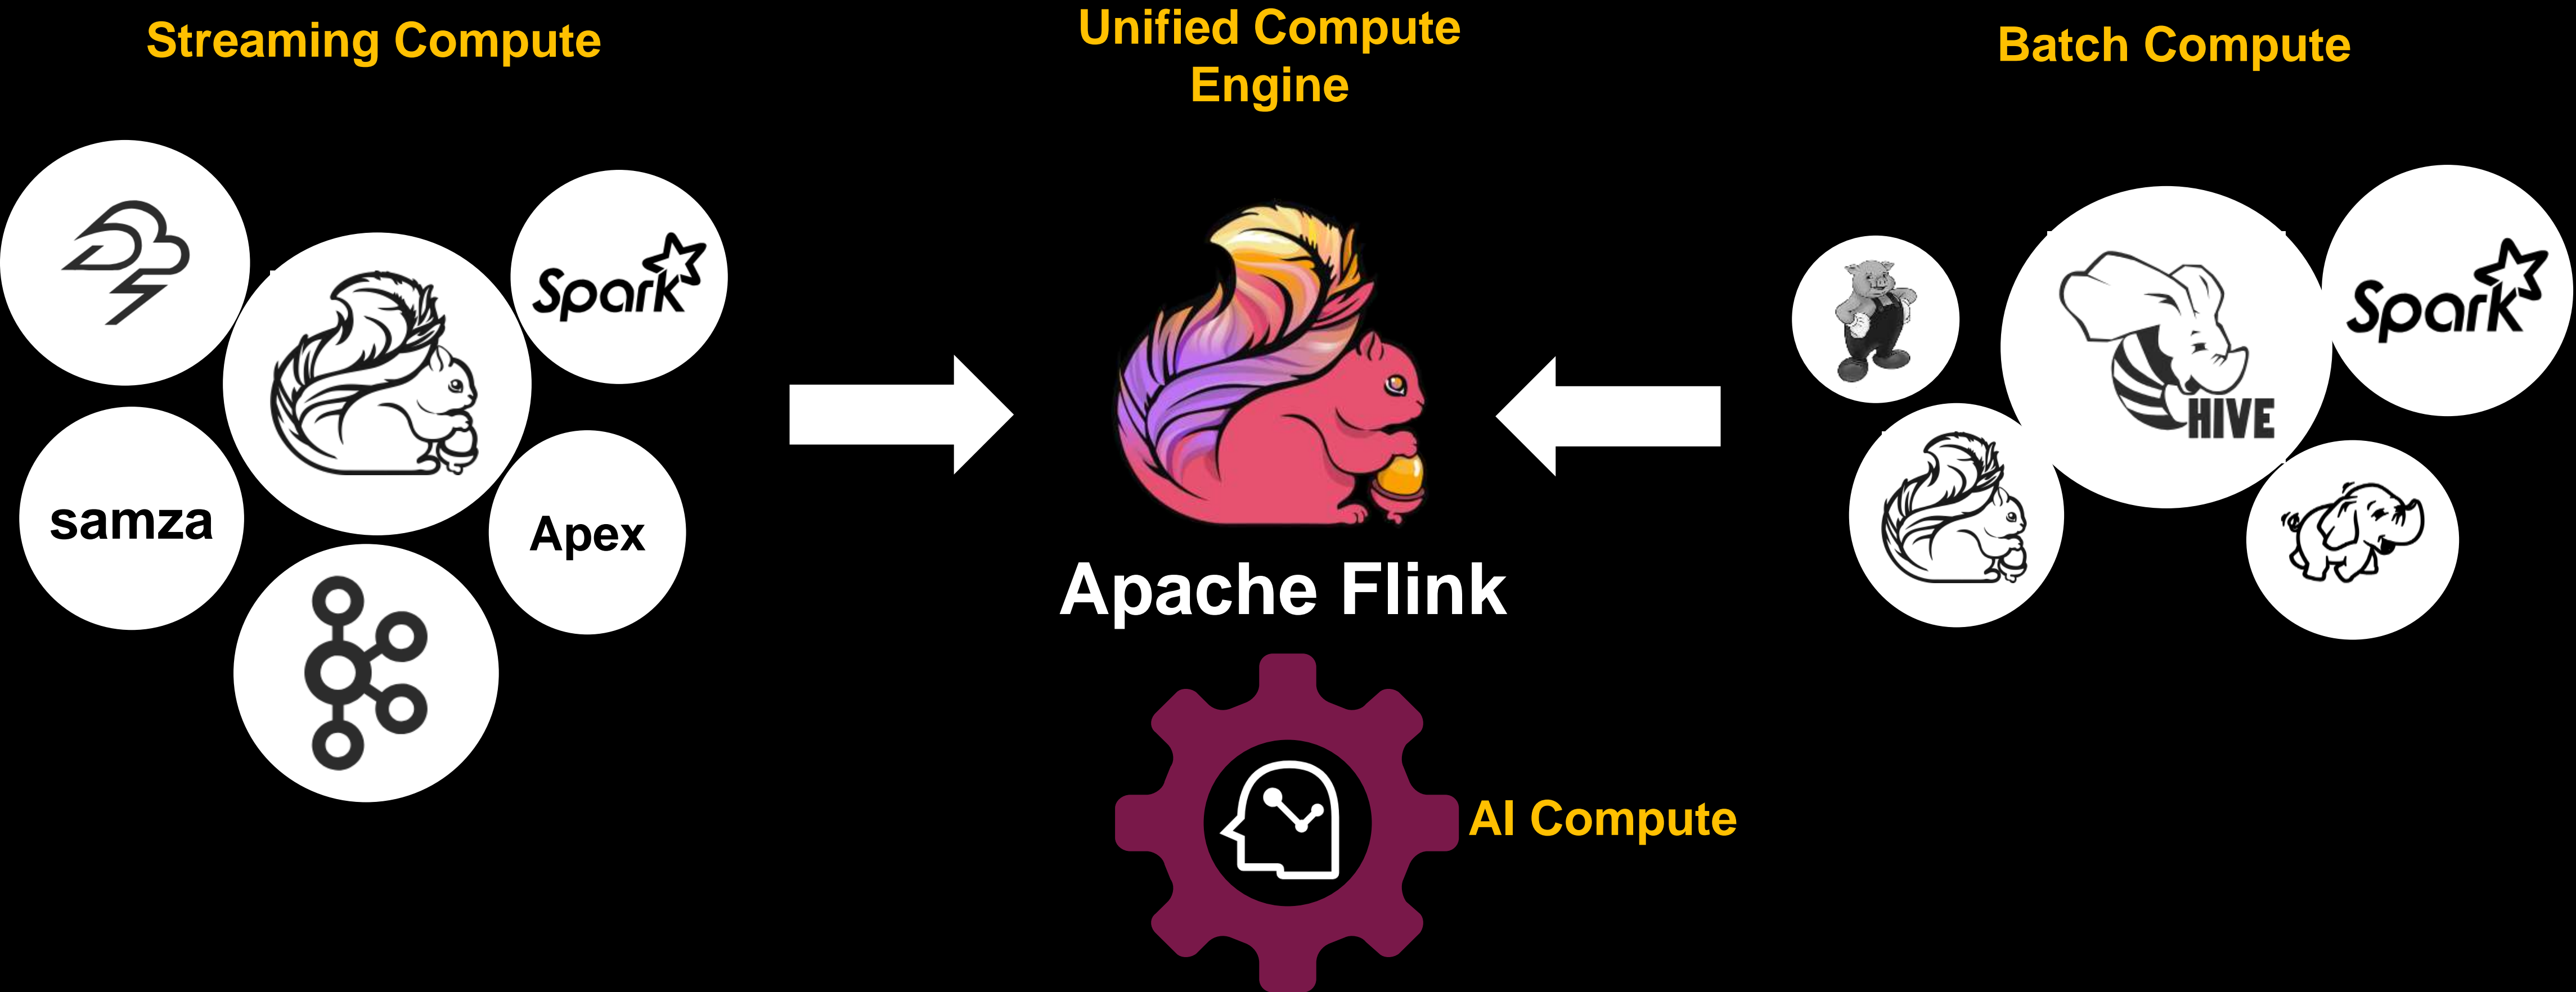 Streaming Compute
Unified Compute
Engine
Batch Compute
Spark
samza
Apex
Apache Flink
HIVE
Spark
AI Compute